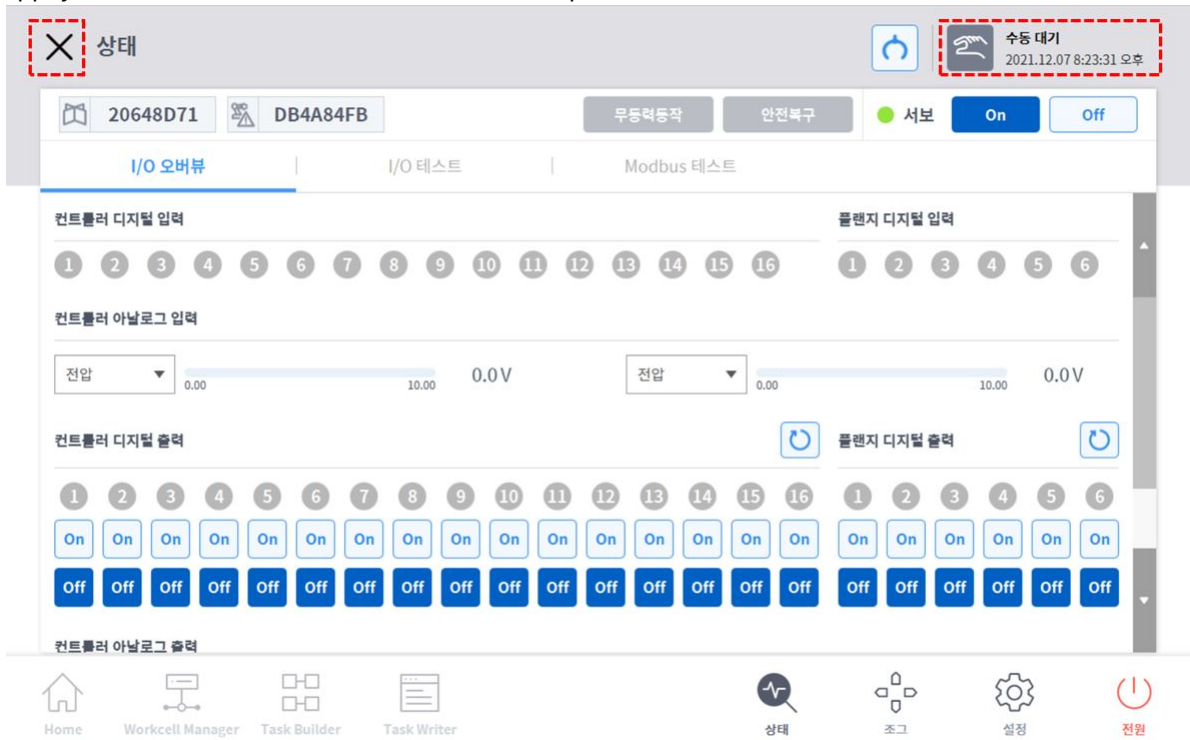 상태
수동 대기
2021.12.07 8:23:31 오후
20648D71 DB4A84FB 무동력동작 안전복구 서보 On Off
I/O 오버뷰 | I/O 테스트 | Modbus 테스트
컨트롤러 디지털 입력 플랜지 디지털 입력
1 2 3 4 5 6 7 8 9 10 11 12 13 14 15 16 1 2 3 4 5 6
컨트롤러 아날로그 입력
전압 0.00 10.00 0.0 V 전압 0.00 10.00 0.0 V
컨트롤러 디지털 출력 플랜지 디지털 출력
1 2 3 4 5 6 7 8 9 10 11 12 13 14 15 16 1 2 3 4 5 6
On On On On On On On On On On On On On On On On On On On On On On
Off Off Off Off Off Off Off Off Off Off Off Off Off Off Off Off Off Off Off Off Off Off
컨트롤러 아날로그 출력
Home Workcell Manager Task Builder Task Writer 상태 조그 설정 전원